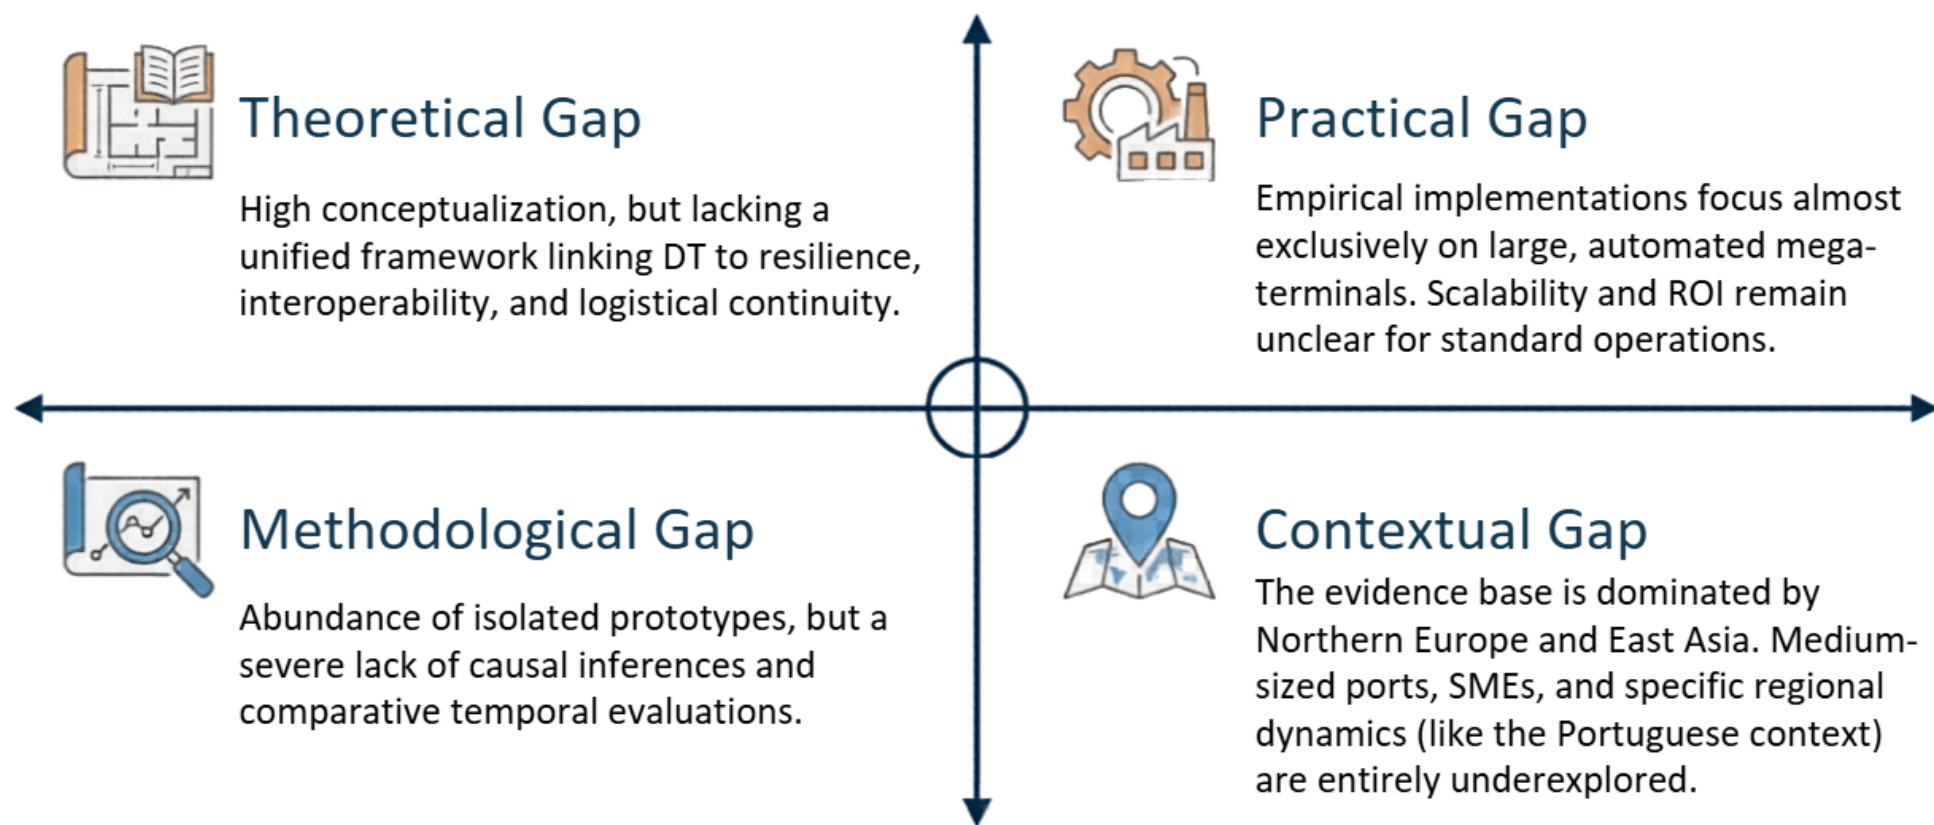 Theoretical Gap
High conceptualization, but lacking a
unified framework linking DT to resilience,
interoperability, and logistical continuity.
Practical Gap
Empirical implementations focus almost
exclusively on large, automated mega-
terminals. Scalability and ROI remain
unclear for standard operations.
Methodological Gap
Abundance of isolated prototypes, but a
severe lack of causal inferences and
comparative temporal evaluations.
Contextual Gap
The evidence base is dominated by
Northern Europe and East Asia. Medium-
sized ports, SMEs, and specific regional
dynamics (like the Portuguese context)
are entirely underexplored.